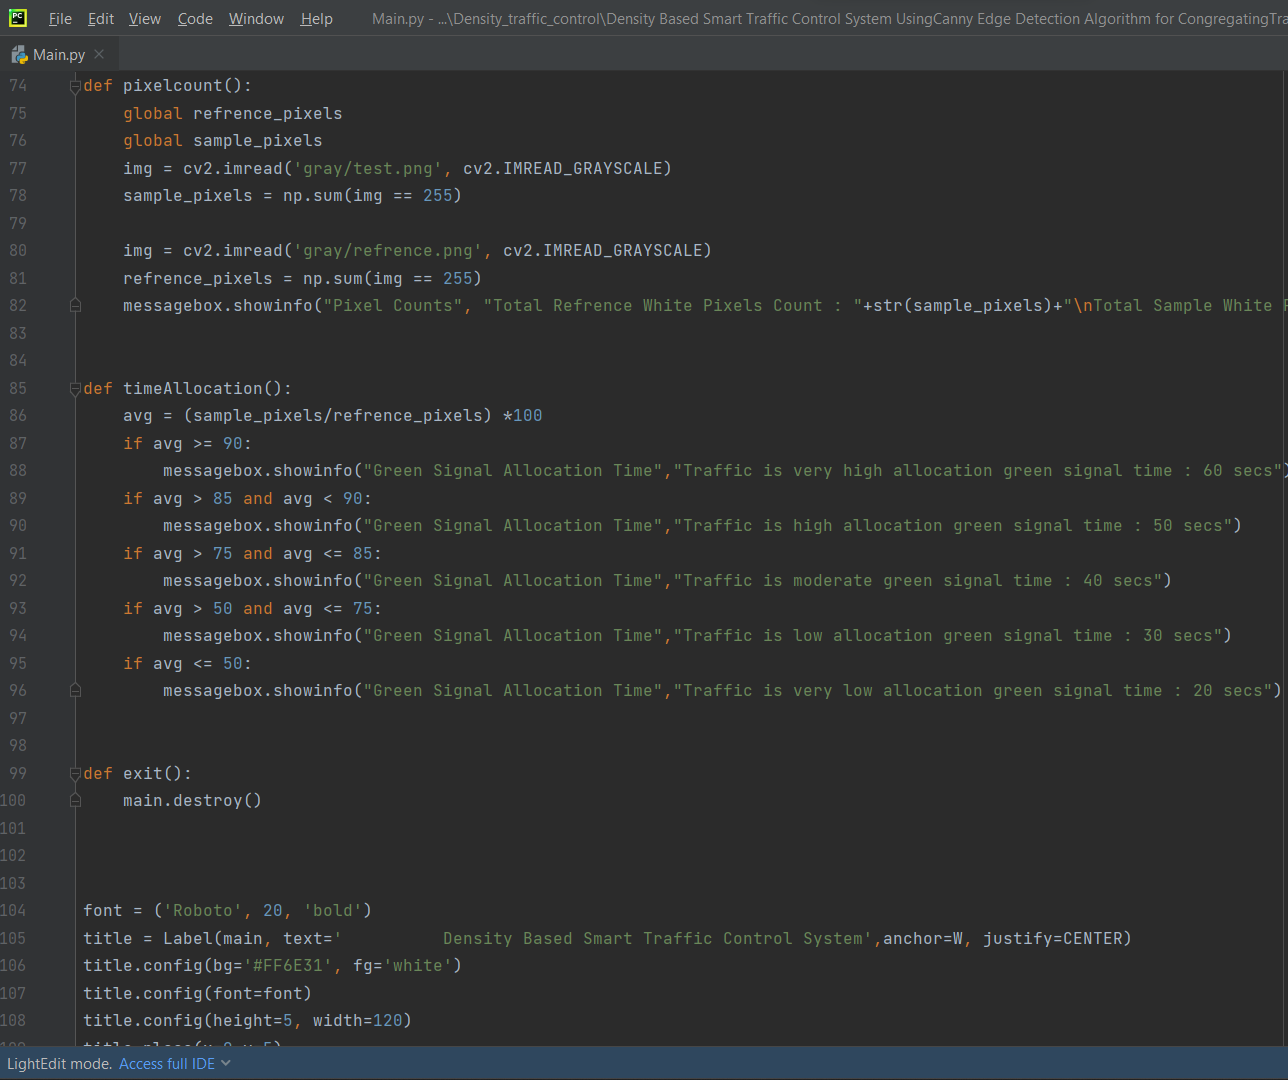 File Edit View Code Window Help Main.py - ...\Density_traffic_control\Density Based Smart Traffic Control System UsingCanny Edge Detection Algorithm for
Main.py
74 def pixelcount():
75 global refrence_pixels
76 global sample_pixels
77 img = cv2.imread('gray/test.png', cv2.IMREAD_GRAYSCALE)
78 sample_pixels = np.sum(img == 255)
79
80 img = cv2.imread('gray/refrence.png', cv2.IMREAD_GRAYSCALE)
81 refrence_pixels = np.sum(img == 255)
82 messagebox.showinfo("Pixel Counts", "Total Refrence White Pixels Count : "+str(sample_pixels)+"\nTotal Sample White
83
84
85 def timeAllocation():
86 avg = (sample_pixels/refrence_pixels) *100
87 if avg >= 90:
88 messagebox.showinfo("Green Signal Allocation Time","Traffic is very high allocation green signal time : 60 secs")
89 if avg > 85 and avg < 90:
90 messagebox.showinfo("Green Signal Allocation Time","Traffic is high allocation green signal time : 50 secs")
91 if avg > 75 and avg <= 85:
92 messagebox.showinfo("Green Signal Allocation Time","Traffic is moderate green signal time : 40 secs")
93 if avg > 50 and avg <= 75:
94 messagebox.showinfo("Green Signal Allocation Time","Traffic is low allocation green signal time : 30 secs")
95 if avg <= 50:
96 messagebox.showinfo("Green Signal Allocation Time","Traffic is very low allocation green signal time : 20 secs")
97
98
99 def exit():
100 main.destroy()
101
102
103
104 font = ('Roboto', 20, 'bold')
105 title = Label(main, text='          Density Based Smart Traffic Control System',anchor=W, justify=CENTER)
106 title.config(bg='#FF6E31', fg='white')
107 title.config(font=font)
108 title.config(height=5, width=120)
LightEdit mode. Access full IDE